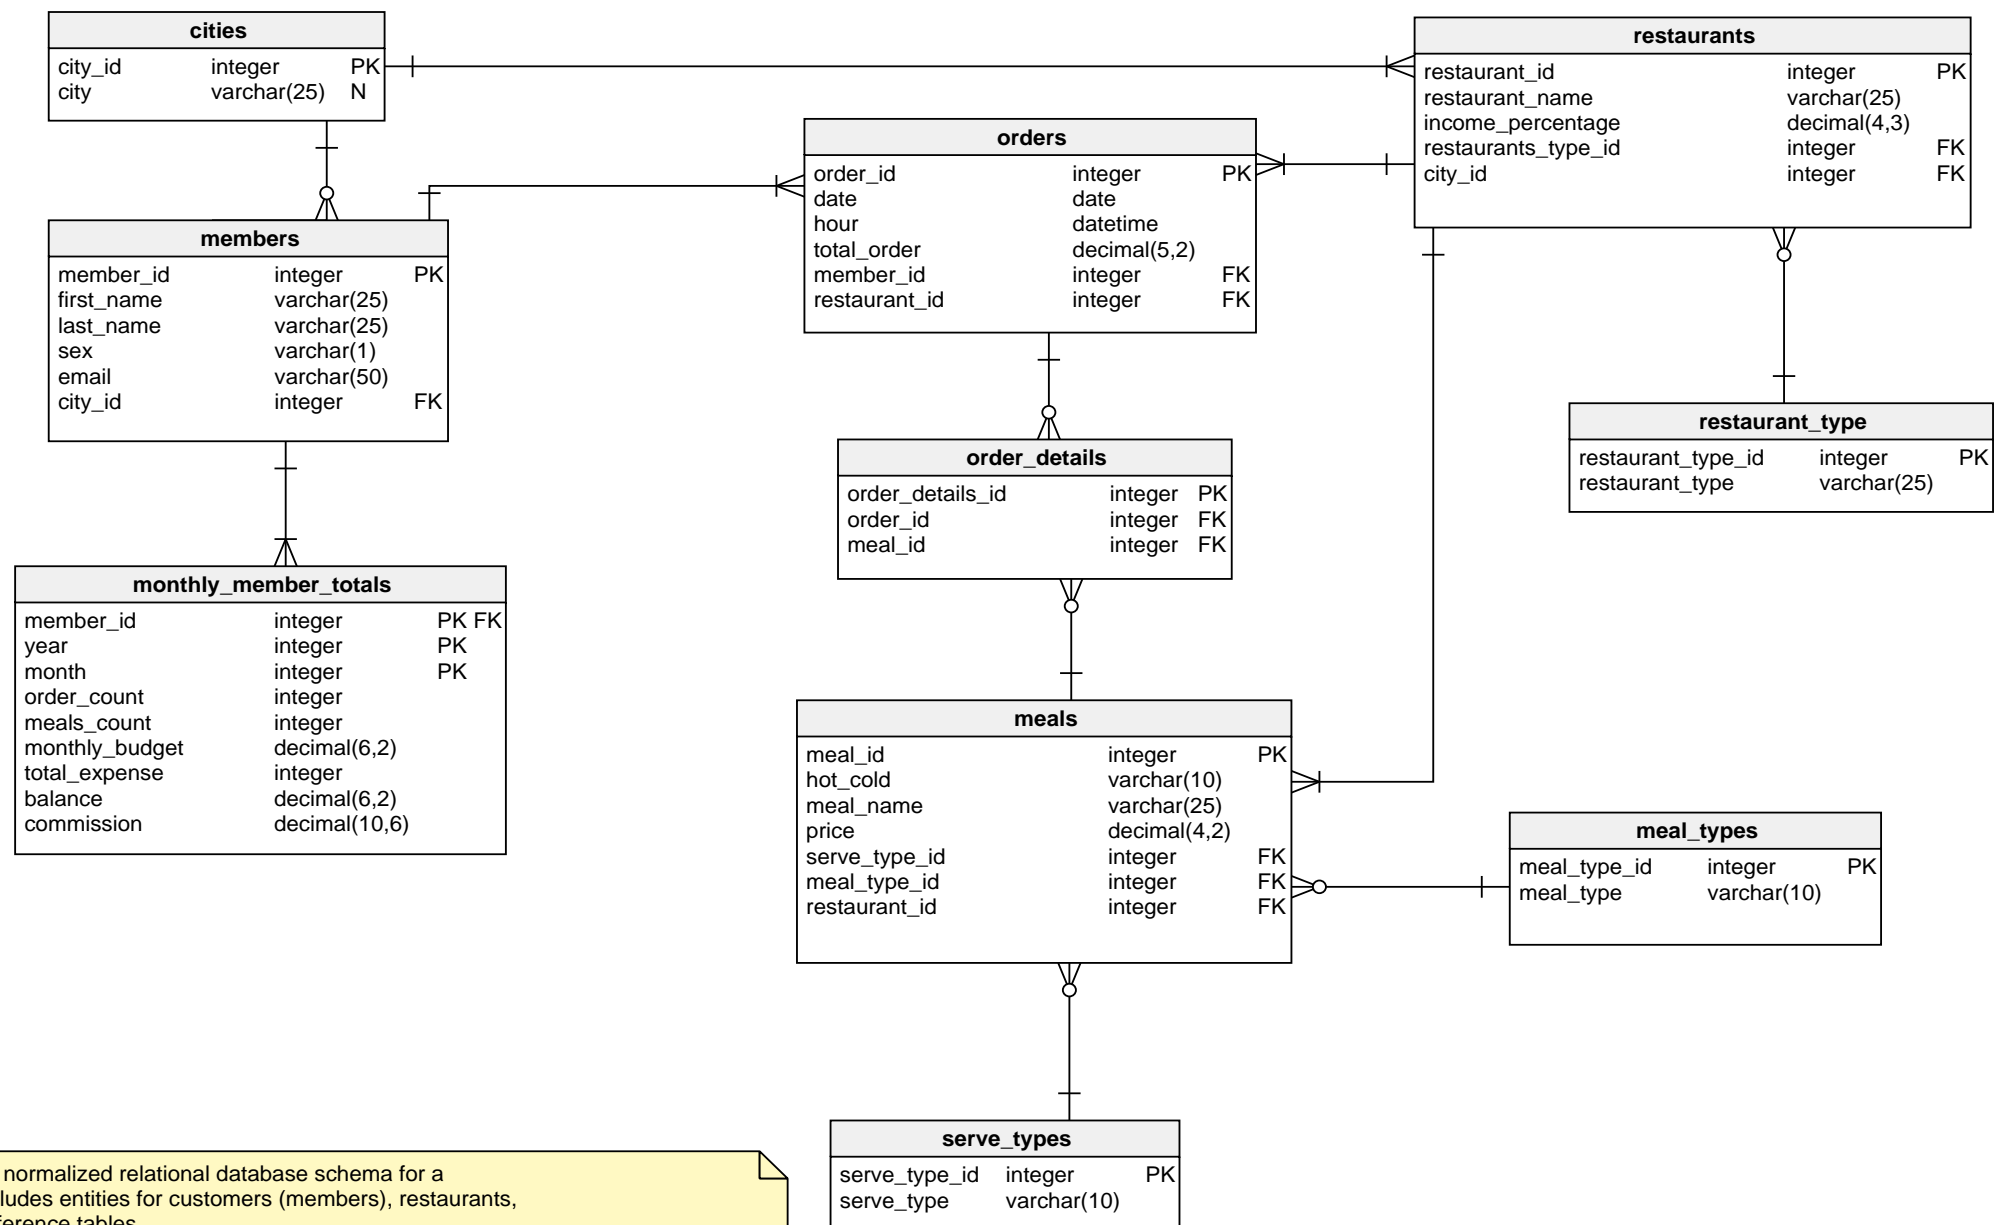 cities
city_id integer PK
city varchar(25) N
restaurants
restaurant_id integer PK
restaurant_name varchar(25)
income_percentage decimal(4,3)
restaurants_type_id integer FK
city_id integer FK
orders
order_id integer PK
date date
hour datetime
total_order decimal(5,2)
member_id integer FK
restaurant_id integer FK
members
member_id integer PK
first_name varchar(25)
last_name varchar(25)
sex varchar(1)
email varchar(50)
city_id integer FK
restaurant_type
restaurant_type_id integer PK
restaurant_type varchar(25)
order_details
order_details_id integer PK
order_id integer FK
meal_id integer FK
monthly_member_totals
member_id integer PK FK
year integer PK
month integer PK
order_count integer
meals_count integer
monthly_budget decimal(6,2)
total_expense integer
balance decimal(6,2)
commission decimal(10,6)
meals
meal_id integer PK
hot_cold varchar(10)
meal_name varchar(25)
price decimal(4,2)
serve_type_id integer FK
meal_type_id integer FK
restaurant_id integer FK
meal_types
meal_type_id integer PK
meal_type varchar(10)
serve_types
serve_type_id integer PK
serve_type varchar(10)
normalized relational database schema for a
ludes entities for customers (members), restaurants,
ference tables